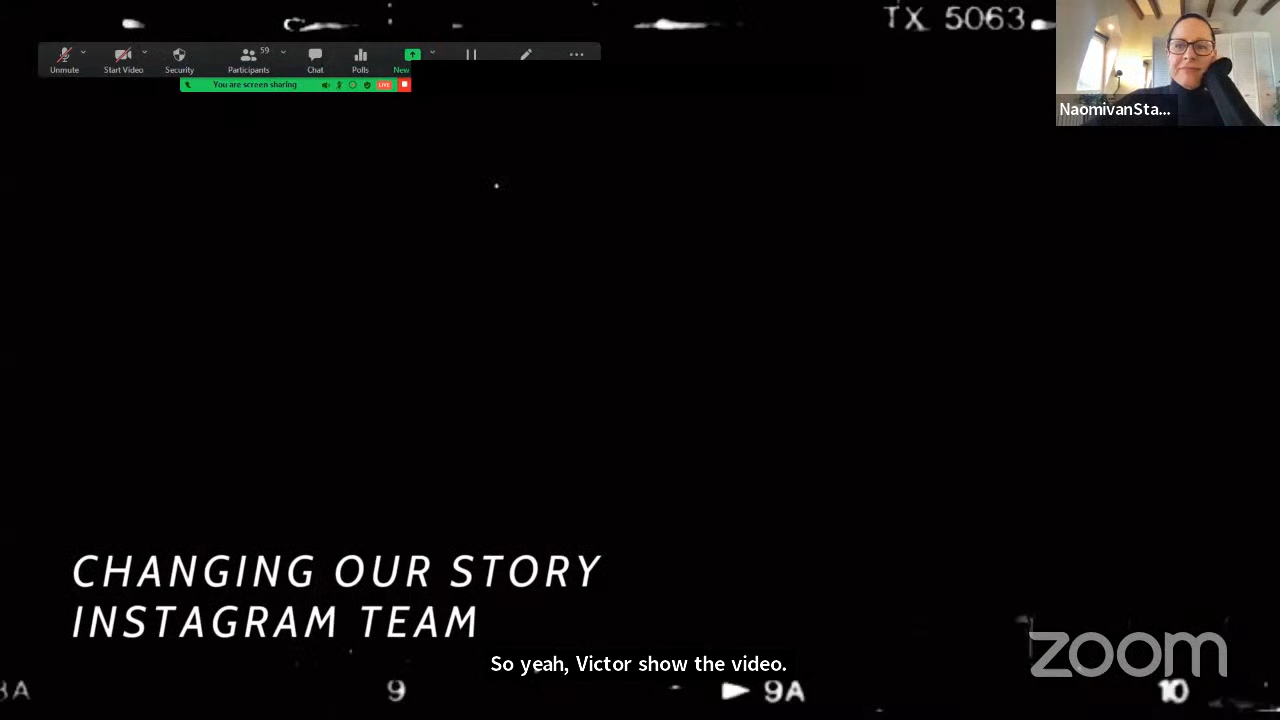 TX 5063
59
Unmute
Start Video
Security
Participants
Chat
Polls
New
You are screen sharing
LIVE
NaomivanSta...
CHANGING OUR STORY
INSTAGRAM TEAM
So yeah, Victor show the video.
zoom
9
9A
10